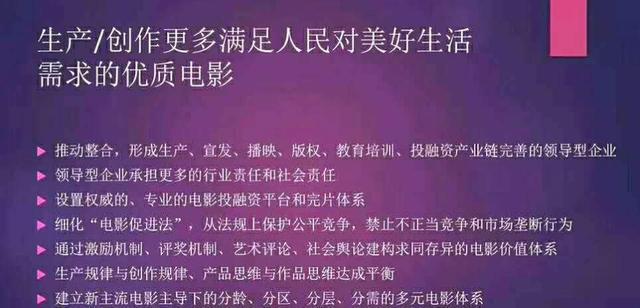 生产/创作更多满足人民对美好生活
需求的优质电影
推动整合，形成生产、宣发、播映、版权、教育培训、投融资产业链完善的领导型企业
领导型企业承担更多的行业责任和社会责任
设置权威的、专业的电影投融资平台和完片体系
细化“电影促进法”，从法规上保护公平竞争，禁止不正当竞争和市场垄断行为
通过激励机制、评奖机制、艺术评论、社会舆论建构求同存异的电影价值体系
生产规律与创作规律、产品思维与作品思维达成平衡
建立新主流电影主导下的分龄、分区、分层、分需的多元电影体系